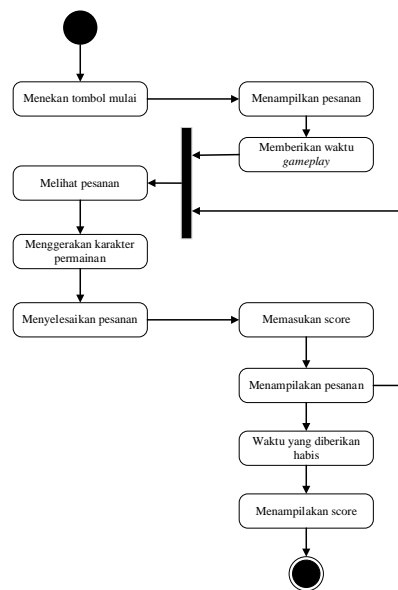 Menekan tombol mulai
Menampilkan pesanan
Memberikan waktu
gameplay
Melihat pesanan
Menggerakan karakter
permainan
Menyelesaikan pesanan
Memasukan score
Menampilakan pesanan
Waktu yang diberikan
habis
Menampilakan score